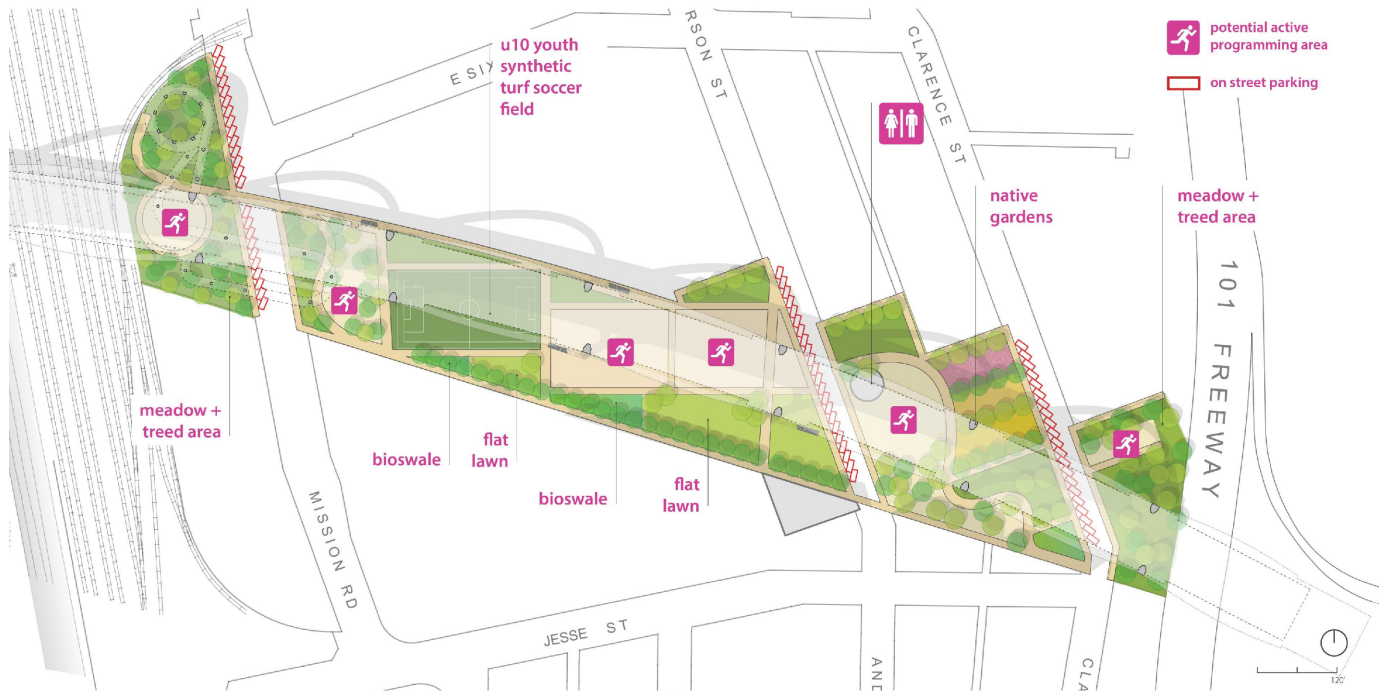 potential active
programming area
on street parking
u10 youth
synthetic
turf soccer
field
E SIX
RSON ST
CLARENCE ST
native
gardens
meadow +
treed area
101 FREEWAY
meadow +
treed area
bioswale
flat
lawn
bioswale
flat
lawn
MISSION RD
JESSE ST
AND
CLA
120'